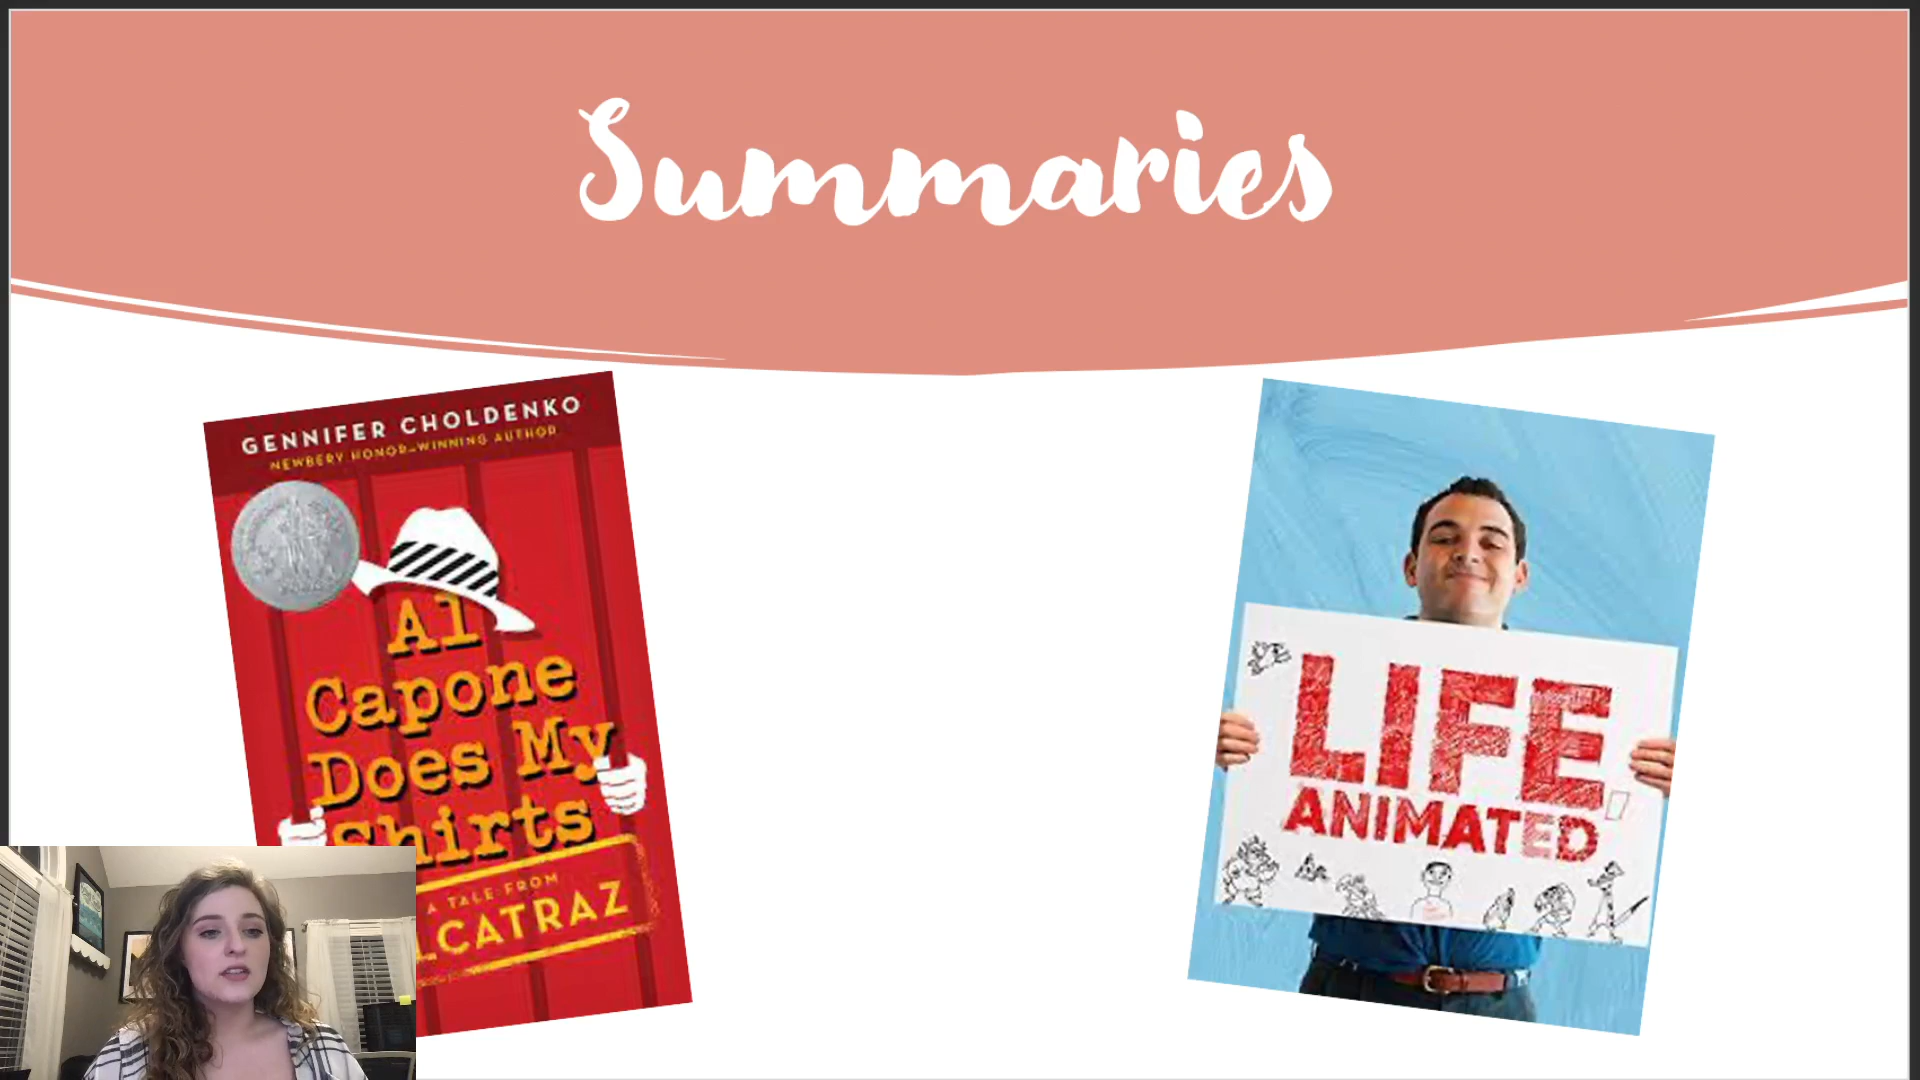 Summaries
GENNIFER CHOLDENKO
NEWBERY HONOR-WINNING AUTHOR
Al
Capone
Does My
Shirts
A TALE FROM
LCATRAZ
LIFE,
ANIMATED